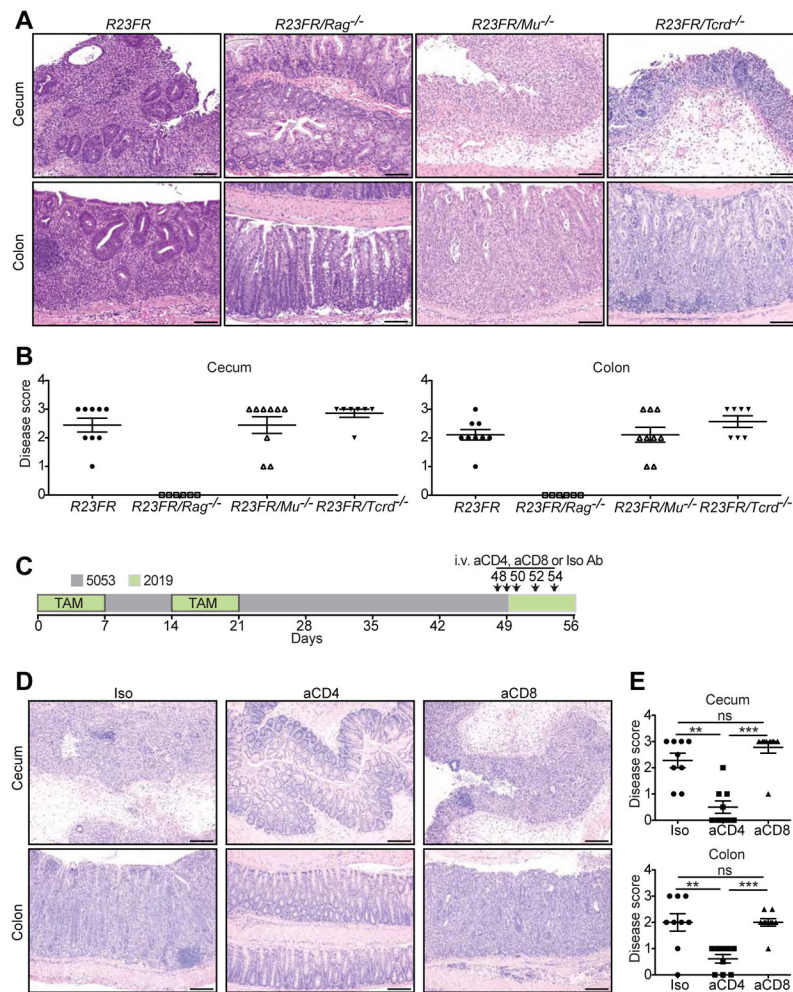 A
R23FR R23FR/Rag-/- R23FR/Mu-/- R23FR/Tcrd-/-
Cecum
Colon
B
Cecum Colon
Disease score
4
3
2
1
0
R23FR R23FR/Rag-/- R23FR/Mu-/- R23FR/Tcrd-/-
4
3
2
1
0
R23FR R23FR/Rag-/- R23FR/Mu-/- R23FR/Tcrd-/-
C
i.v. aCD4, aCD8 or Iso Ab
5053 2019
48 50 52 54
TAM TAM
0 7 14 21 28 35 42 49 56
Days
D
Iso aCD4 aCD8
Cecum
Colon
E
Cecum
ns
** ***
Disease score
4
3
2
1
0
Iso aCD4 aCD8
Colon
ns
** ***
Disease score
4
3
2
1
0
Iso aCD4 aCD8